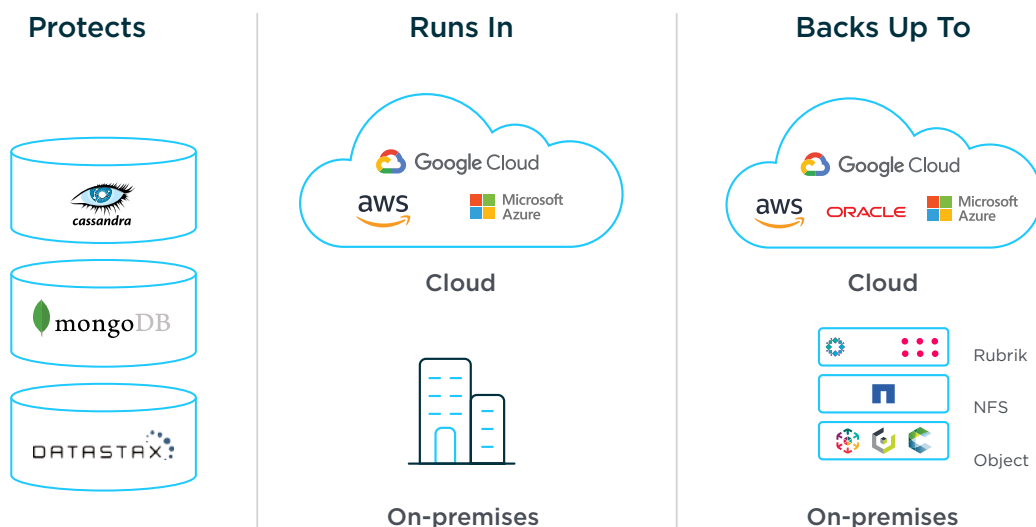 Protects
cassandra
mongoDB
DATASTAX
Runs In
Google Cloud
aws
Microsoft
Azure
Cloud
On-premises
Backs Up To
Google Cloud
aws
ORACLE
Microsoft
Azure
Cloud
Rubrik
NFS
Object
On-premises